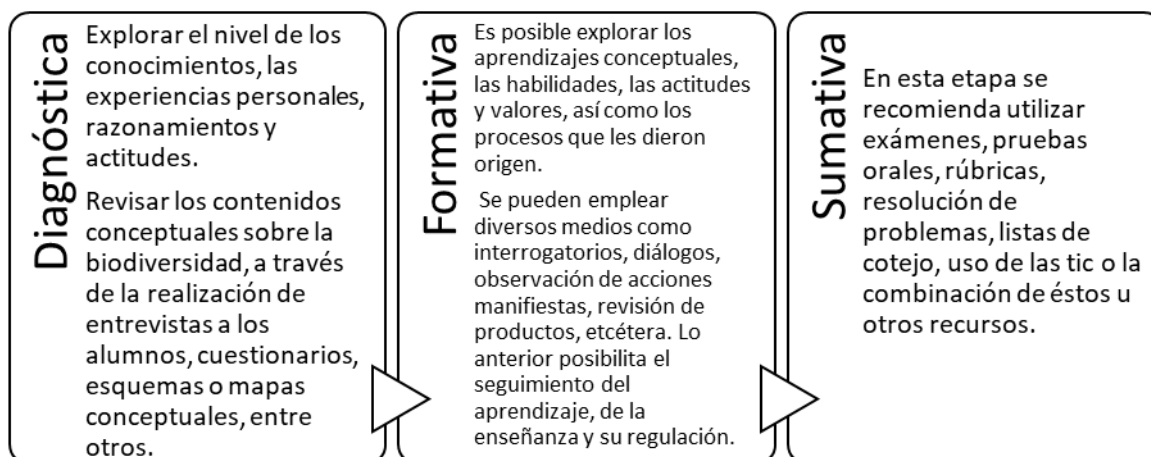 Diagnóstica
Explorar el nivel de los
conocimientos, las
experiencias personales,
razonamientos y
actitudes.
Revisar los contenidos
conceptuales sobre la
biodiversidad, a través
de la realización de
entrevistas a los
alumnos, cuestionarios,
esquemas o mapas
conceptuales, entre
otros.
Formativa
Es posible explorar los
aprendizajes conceptuales,
las habilidades, las actitudes
y valores, así como los
procesos que les dieron
origen.
Se pueden emplear
diversos medios como
interrogatorios, diálogos,
observación de acciones
manifiestas, revisión de
productos, etcétera. Lo
anterior posibilita el
seguimiento del
aprendizaje, de la
enseñanza y su regulación.
Sumativa
En esta etapa se
recomienda utilizar
exámenes, pruebas
orales, rúbricas,
resolución de
problemas, listas de
cotejo, uso de las tic o la
combinación de éstos u
otros recursos.